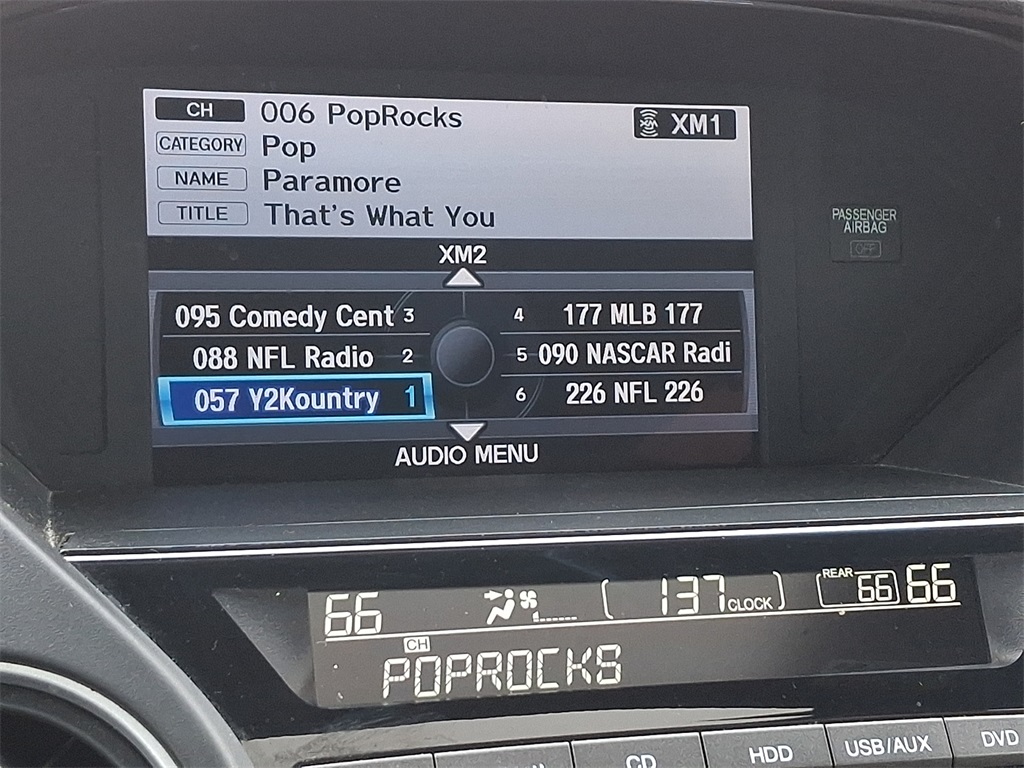 CH 006 PopRocks XM XM1
CATEGORY Pop
NAME Paramore
TITLE That's What You
XM2
095 Comedy Cent 3 4 177 MLB 177
088 NFL Radio 2 5 090 NASCAR Radi
057 Y2Kountry 1 6 226 NFL 226
AUDIO MENU
PASSENGER
AIRBAG
OFF
66 137 CLOCK REAR 66 66
CH
POPROCKS
CD HDD USB/AUX DVD